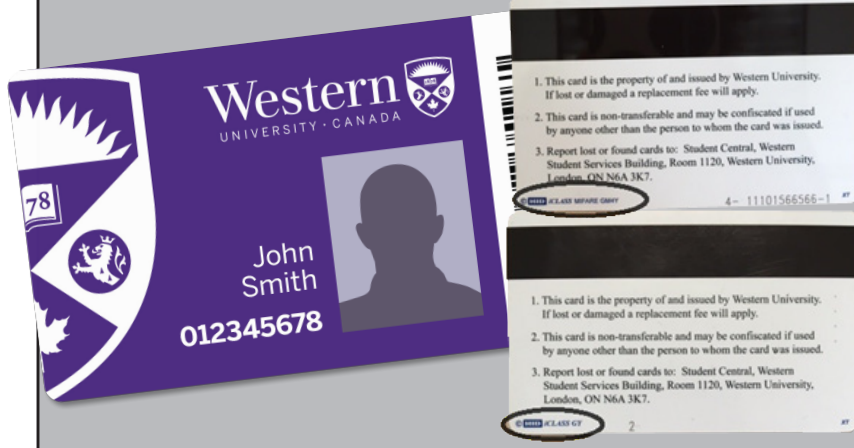 Western
UNIVERSITY · CANADA
78
John
Smith
012345678
1. This card is the property of and issued by Western University.
If lost or damaged a replacement fee will apply.
2. This card is non-transferable and may be confiscated if used
by anyone other than the person to whom the card was issued.
3. Report lost or found cards to: Student Central, Western
Student Services Building, Room 1120, Western University,
London, ON N6A 3K7.
© HID iCLASS MIFARE GMHY 4- 11101566566-1 HT
1. This card is the property of and issued by Western University.
If lost or damaged a replacement fee will apply.
2. This card is non-transferable and may be confiscated if used
by anyone other than the person to whom the card was issued.
3. Report lost or found cards to: Student Central, Western
Student Services Building, Room 1120, Western University,
London, ON N6A 3K7.
© HID iCLASS GY 2